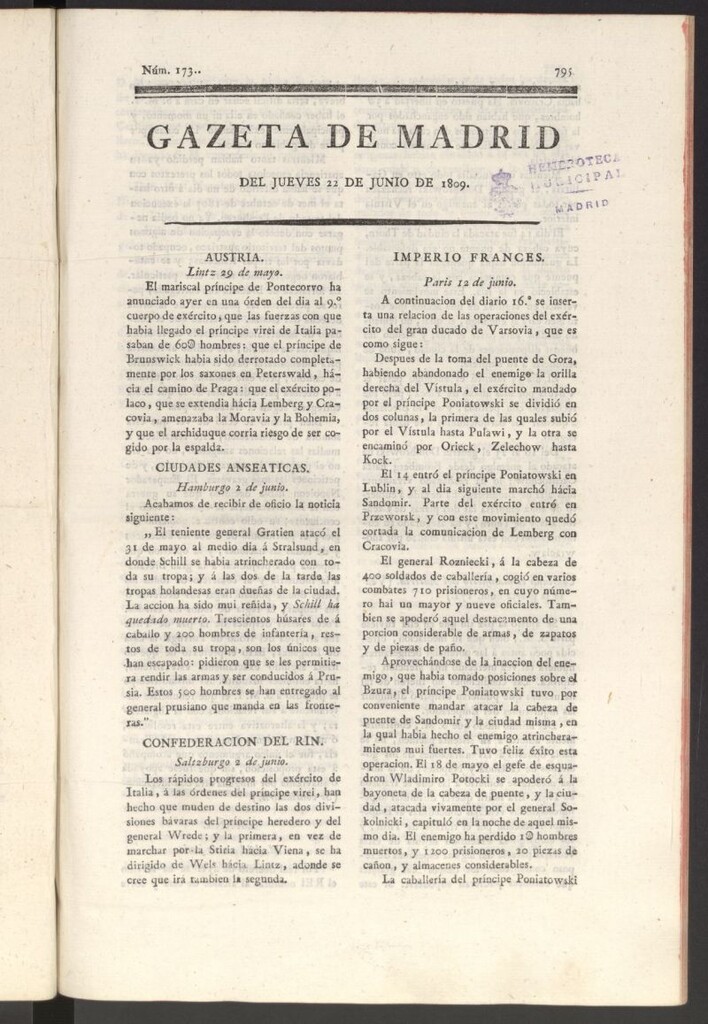 Núm. 173..
795
GAZETA DE MADRID
DEL JUEVES 22 DE JUNIO DE 1809.
HEMEROTECA
MUNICIPAL
MADRID
AUSTRIA.
Lintz 29 de mayo.
El mariscal príncipe de Pontecorvo ha
anunciado ayer en una órden del dia al 9.º
cuerpo de exército, que las fuerzas con que
habia llegado el príncipe virei de Italia pa-
saban de 60Ⅾ hombres: que el príncipe de
Brunswick habia sido derrotado completa-
mente por los saxones en Peterswald, há-
cia el camino de Praga: que el exército po-
laco, que se extendia hácia Lemberg y Cra-
covia, amenazaba la Moravia y la Bohemia,
y que el archiduque corria riesgo de ser co-
gido por la espalda.
CIUDADES ANSEATICAS.
Hamburgo 2 de junio.
Acabamos de recibir de oficio la noticia
siguiente:
„El teniente general Gratien atacó el
31 de mayo al medio dia á Stralsund, en
donde Schill se habia atrincherado con to-
da su tropa; y á las dos de la tarde las
tropas holandesas eran dueñas de la ciudad.
La accion ha sido mui reñida, y Schill ha
quedado muerto. Trescientos húsares de á
caballo y 200 hombres de infantería, res-
tos de toda su tropa, son los únicos que
han escapado: pidieron que se les permitie-
ra rendir las armas y ser conducidos á Pru-
sia. Estos 500 hombres se han entregado al
general prusiano que manda en las fronte-
ras."
CONFEDERACION DEL RIN.
Saltzburgo 2 de junio.
Los rápidos progresos del exército de
Italia, á las órdenes del príncipe virei, han
hecho que muden de destino las dos divi-
siones bávaras del príncipe heredero y del
general Wrede; y la primera, en vez de
marchar por la Stiria hacia Viena, se ha
dirigido de Wels hácia Lintz, adonde se
cree que irá tambien la segunda.
IMPERIO FRANCES.
Paris 12 de junio.
A continuacion del diario 16.º se inser-
ta una relacion de las operaciones del exér-
cito del gran ducado de Varsovia, que es
como sigue:
Despues de la toma del puente de Gora,
habiendo abandonado el enemigo la orilla
derecha del Vístula, el exército mandado
por el príncipe Poniatowski se dividió en
dos colunas, la primera de las quales subió
por el Vístula hasta Pulawi, y la otra se
encaminó por Orieck, Zelechow hasta
Kock.
El 14 entró el príncipe Poniatowski en
Lublin, y al dia siguiente marchó hácia
Sandomir. Parte del exército entró en
Przeworsk, y con este movimiento quedó
cortada la comunicacion de Lemberg con
Cracovia.
El general Rozniecki, á la cabeza de
400 soldados de caballería, cogió en varios
combates 710 prisioneros, en cuyo núme-
ro hai un mayor y nueve oficiales. Tam-
bien se apoderó aquel destacamento de una
porcion considerable de armas, de zapatos
y de piezas de paño.
Aprovechándose de la inaccion del ene-
migo, que habia tomado posiciones sobre el
Bzura, el príncipe Poniatowski tuvo por
conveniente mandar atacar la cabeza de
puente de Sandomir y la ciudad misma, en
la qual habia hecho el enemigo atrinchera-
mientos mui fuertes. Tuvo feliz éxito esta
operacion. El 18 de mayo el gefe de esqua-
dron Wladimiro Potocki se apoderó á la
bayoneta de la cabeza de puente, y la ciu-
dad, atacada vivamente por el general So-
kolnicki, capituló en la noche de aquel mis-
mo dia. El enemigo ha perdido 1Ⅾ hombres
muertos, y 1200 prisioneros, 20 piezas de
cañon, y almacenes considerables.
La caballería del príncipe Poniatowski